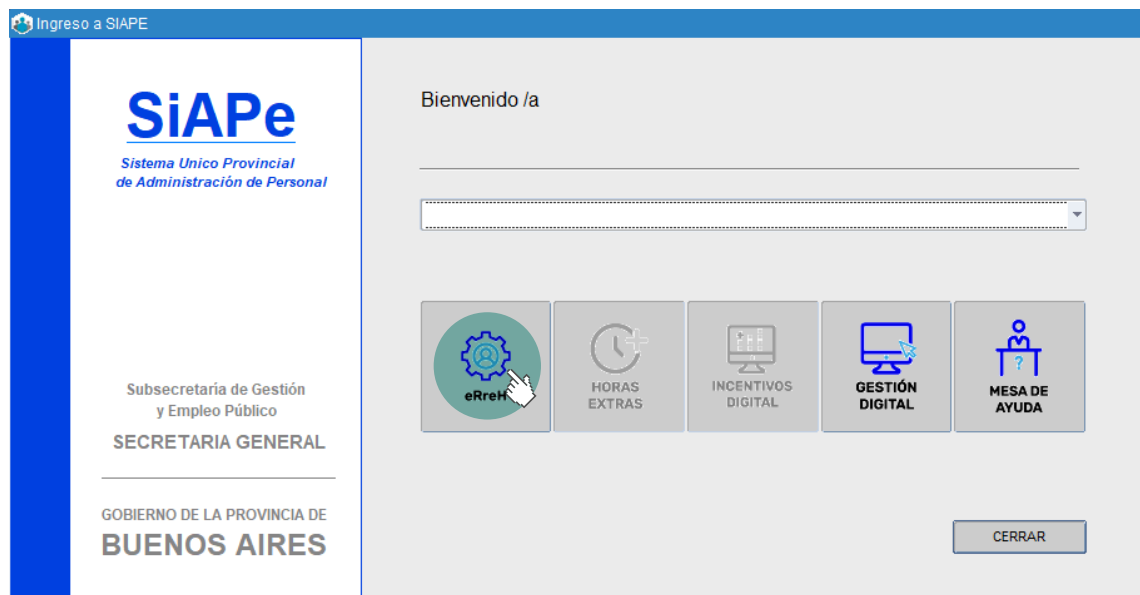 Ingreso a SIAPE
SiAPe
Sistema Unico Provincial
de Administración de Personal
Subsecretaría de Gestión
y Empleo Público
SECRETARIA GENERAL
GOBIERNO DE LA PROVINCIA DE
BUENOS AIRES
Bienvenido /a
eRreH
HORAS
EXTRAS
INCENTIVOS
DIGITAL
GESTIÓN
DIGITAL
?
MESA DE
AYUDA
CERRAR